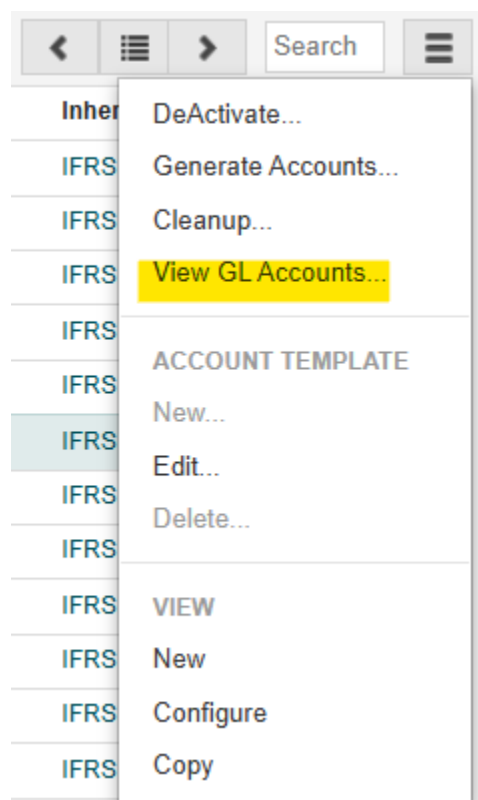 Search
Inher
DeActivate...
IFRS
Generate Accounts...
IFRS
Cleanup...
IFRS
View GL Accounts...
IFRS
ACCOUNT TEMPLATE
IFRS
New...
IFRS
Edit...
IFRS
Delete...
IFRS
IFRS
VIEW
IFRS
New
IFRS
Configure
IFRS
Copy